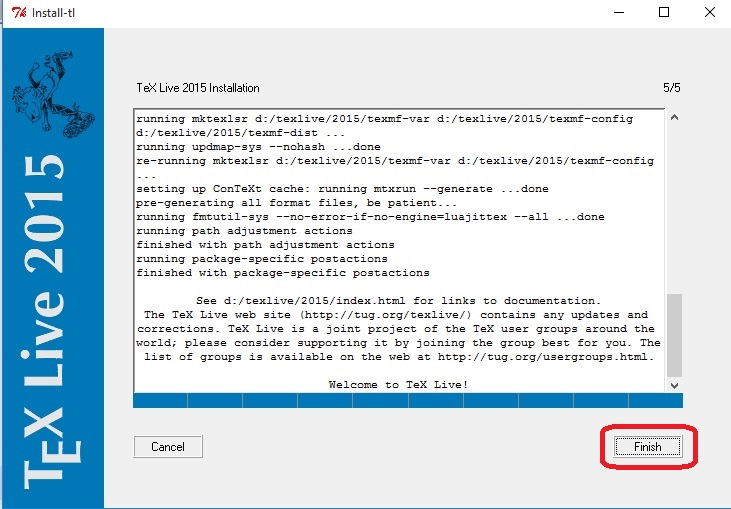 Install-tl
TeX Live 2015
TeX Live 2015 Installation
5/5
running mktexlsr d:/texlive/2015/texmf-var d:/texlive/2015/texmf-config
d:/texlive/2015/texmf-dist ...
running updmap-sys --nohash ...done
re-running mktexlsr d:/texlive/2015/texmf-var d:/texlive/2015/texmf-config
...
setting up ConTeXt cache: running mtxrun --generate ...done
pre-generating all format files, be patient...
running fmtutil-sys --no-error-if-no-engine=luajittex --all ...done
running path adjustment actions
finished with path adjustment actions
running package-specific postactions
finished with package-specific postactions
See d:/texlive/2015/index.html for links to documentation.
The TeX Live web site (http://tug.org/texlive/) contains any updates and
corrections. TeX Live is a joint project of the TeX user groups around the
world; please consider supporting it by joining the group best for you. The
list of groups is available on the web at http://tug.org/usergroups.html.
Welcome to TeX Live!
Cancel
Finish